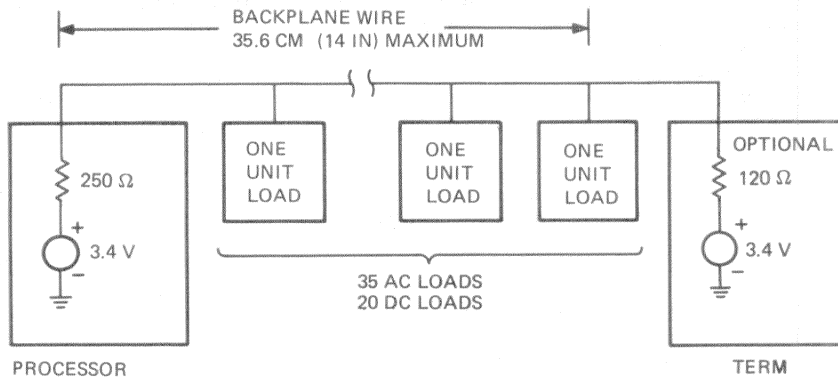 BACKPLANE WIRE
35.6 CM (14 IN) MAXIMUM
ONE
UNIT
LOAD
ONE
UNIT
LOAD
ONE
UNIT
LOAD
OPTIONAL
250 Ω
120 Ω
+
3.4 V
−
+
3.4 V
−
35 AC LOADS
20 DC LOADS
PROCESSOR
TERM